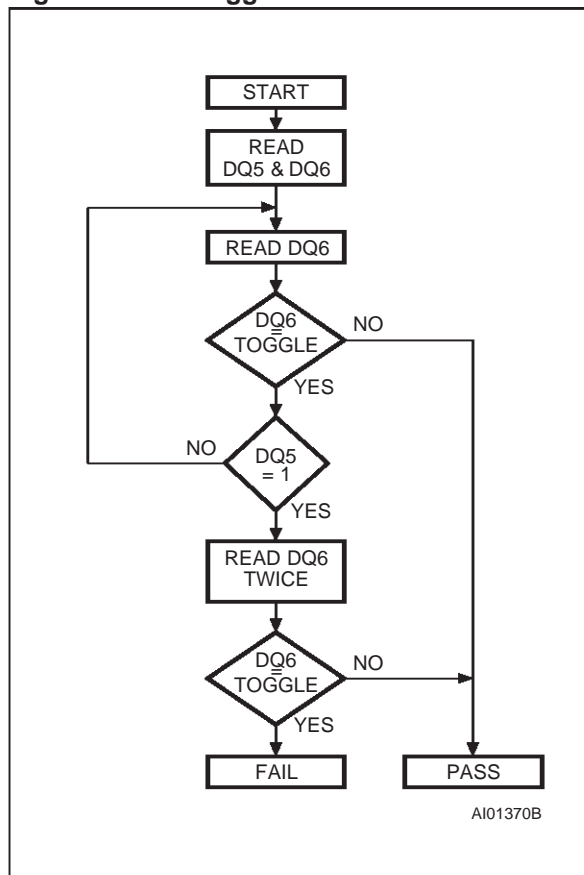 START
READ
DQ5 & DQ6
READ DQ6
DQ6
=
TOGGLE
NO
YES
NO
DQ5
= 1
YES
READ DQ6
TWICE
DQ6
=
TOGGLE
NO
YES
FAIL
PASS
AI01370B